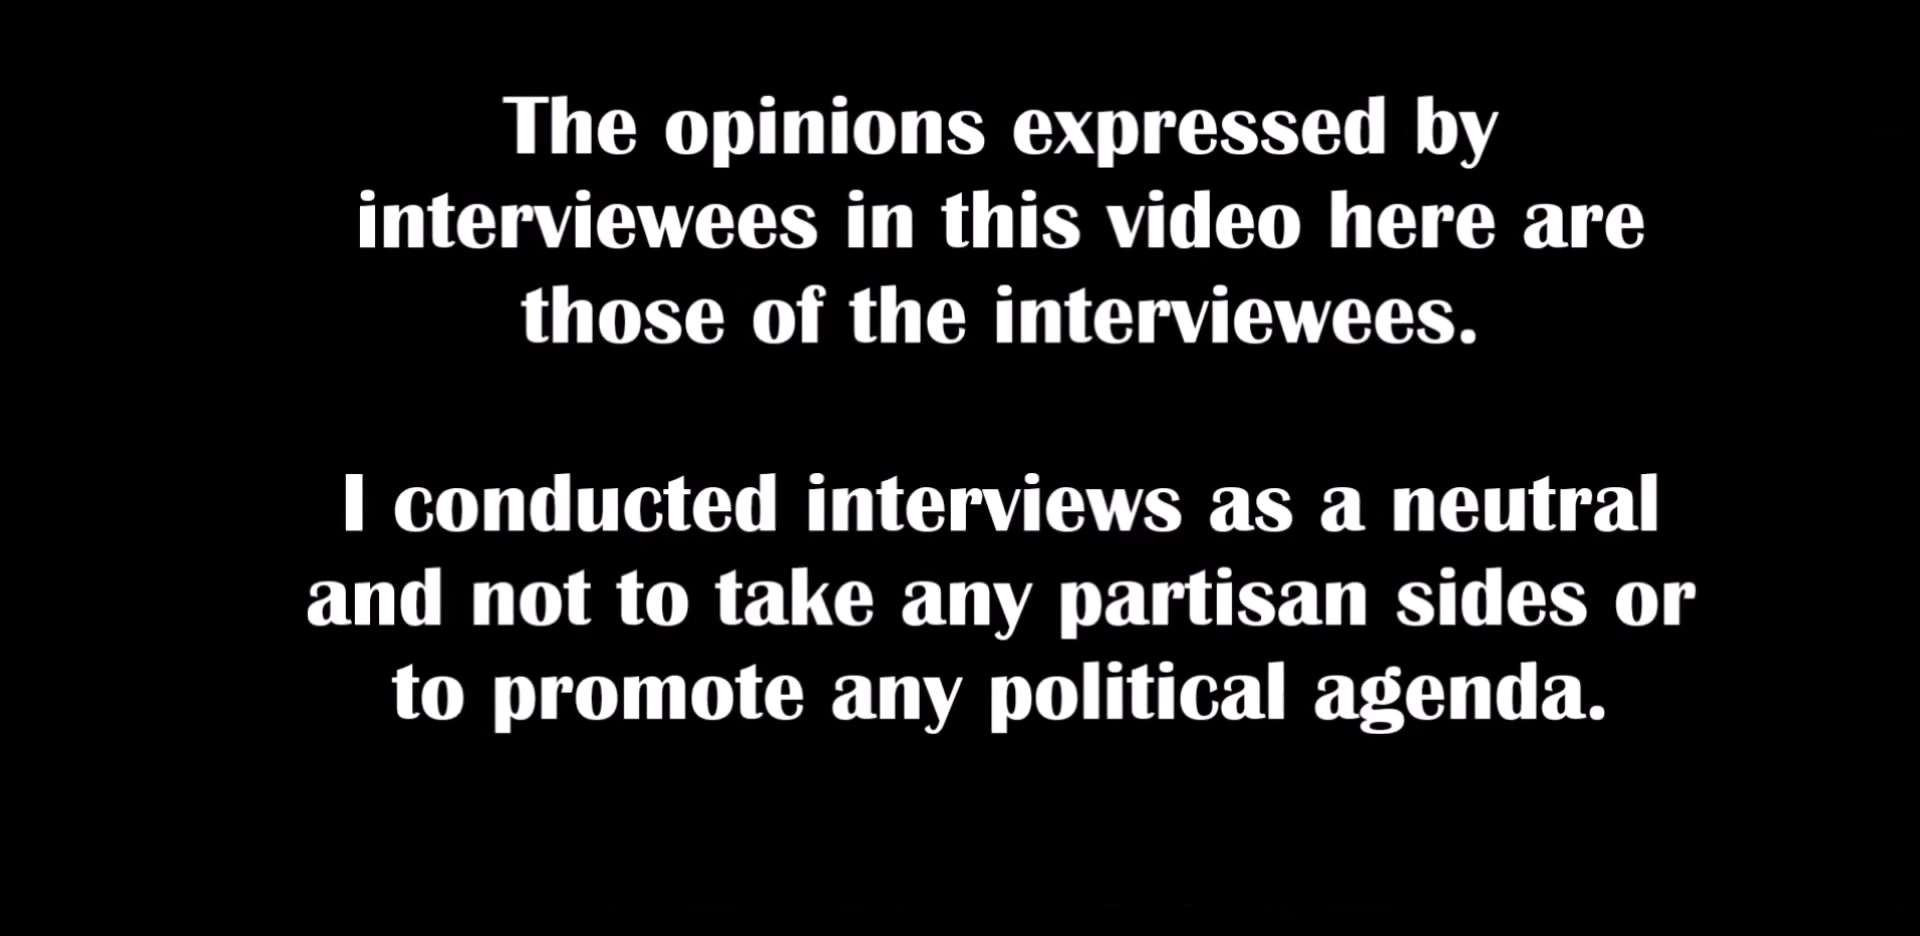 The opinions expressed by
interviewees in this video here are
those of the interviewees.
I conducted interviews as a neutral
and not to take any partisan sides or
to promote any political agenda.